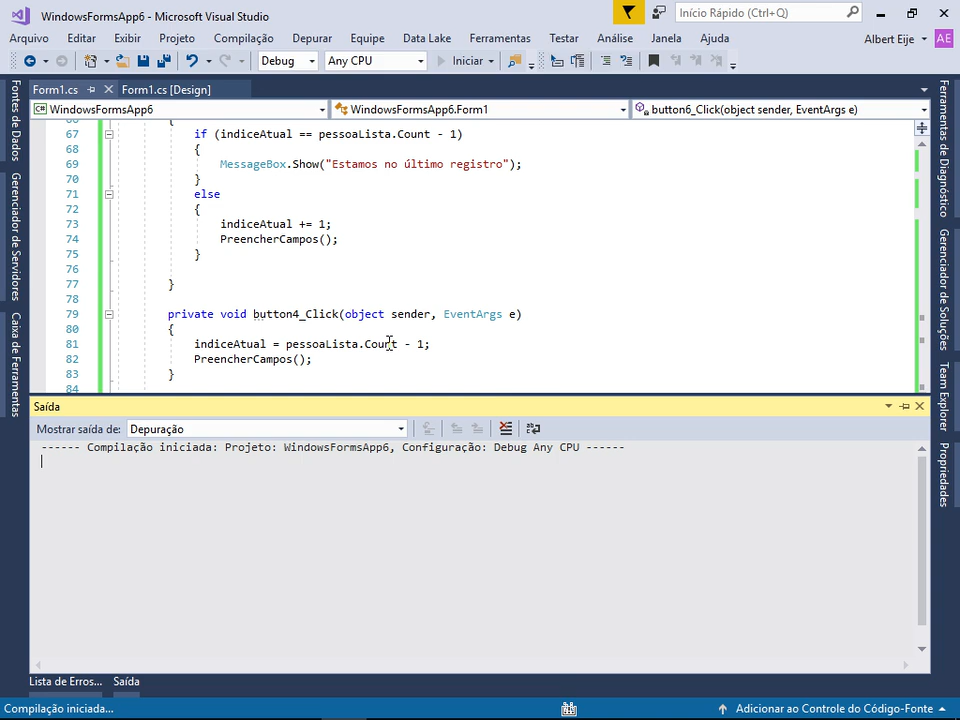 WindowsFormsApp6 - Microsoft Visual Studio
Início Rápido (Ctrl+Q)
Arquivo Editar Exibir Projeto Compilação Depurar Equipe Data Lake Ferramentas Testar Análise Janela Ajuda Albert Eije AE
Debug Any CPU Iniciar
Form1.cs Form1.cs [Design]
WindowsFormsApp6 WindowsFormsApp6.Form1 button6_Click(object sender, EventArgs e)
66 {
67 if (indiceAtual == pessoaLista.Count - 1)
68 {
69 MessageBox.Show("Estamos no último registro");
70 }
71 else
72 {
73 indiceAtual += 1;
74 PreencherCampos();
75 }
76
77 }
78
79 private void button4_Click(object sender, EventArgs e)
80 {
81 indiceAtual = pessoaLista.Count - 1;
82 PreencherCampos();
83 }
84
Saída
Mostrar saída de: Depuração
------ Compilação iniciada: Projeto: WindowsFormsApp6, Configuração: Debug Any CPU ------
Lista de Erros... Saída
Compilação iniciada... Adicionar ao Controle do Código-Fonte
Fontes de Dados
Gerenciador de Servidores
Caixa de Ferramentas
Ferramentas de Diagnóstico
Gerenciador de Soluções
Team Explorer
Propriedades